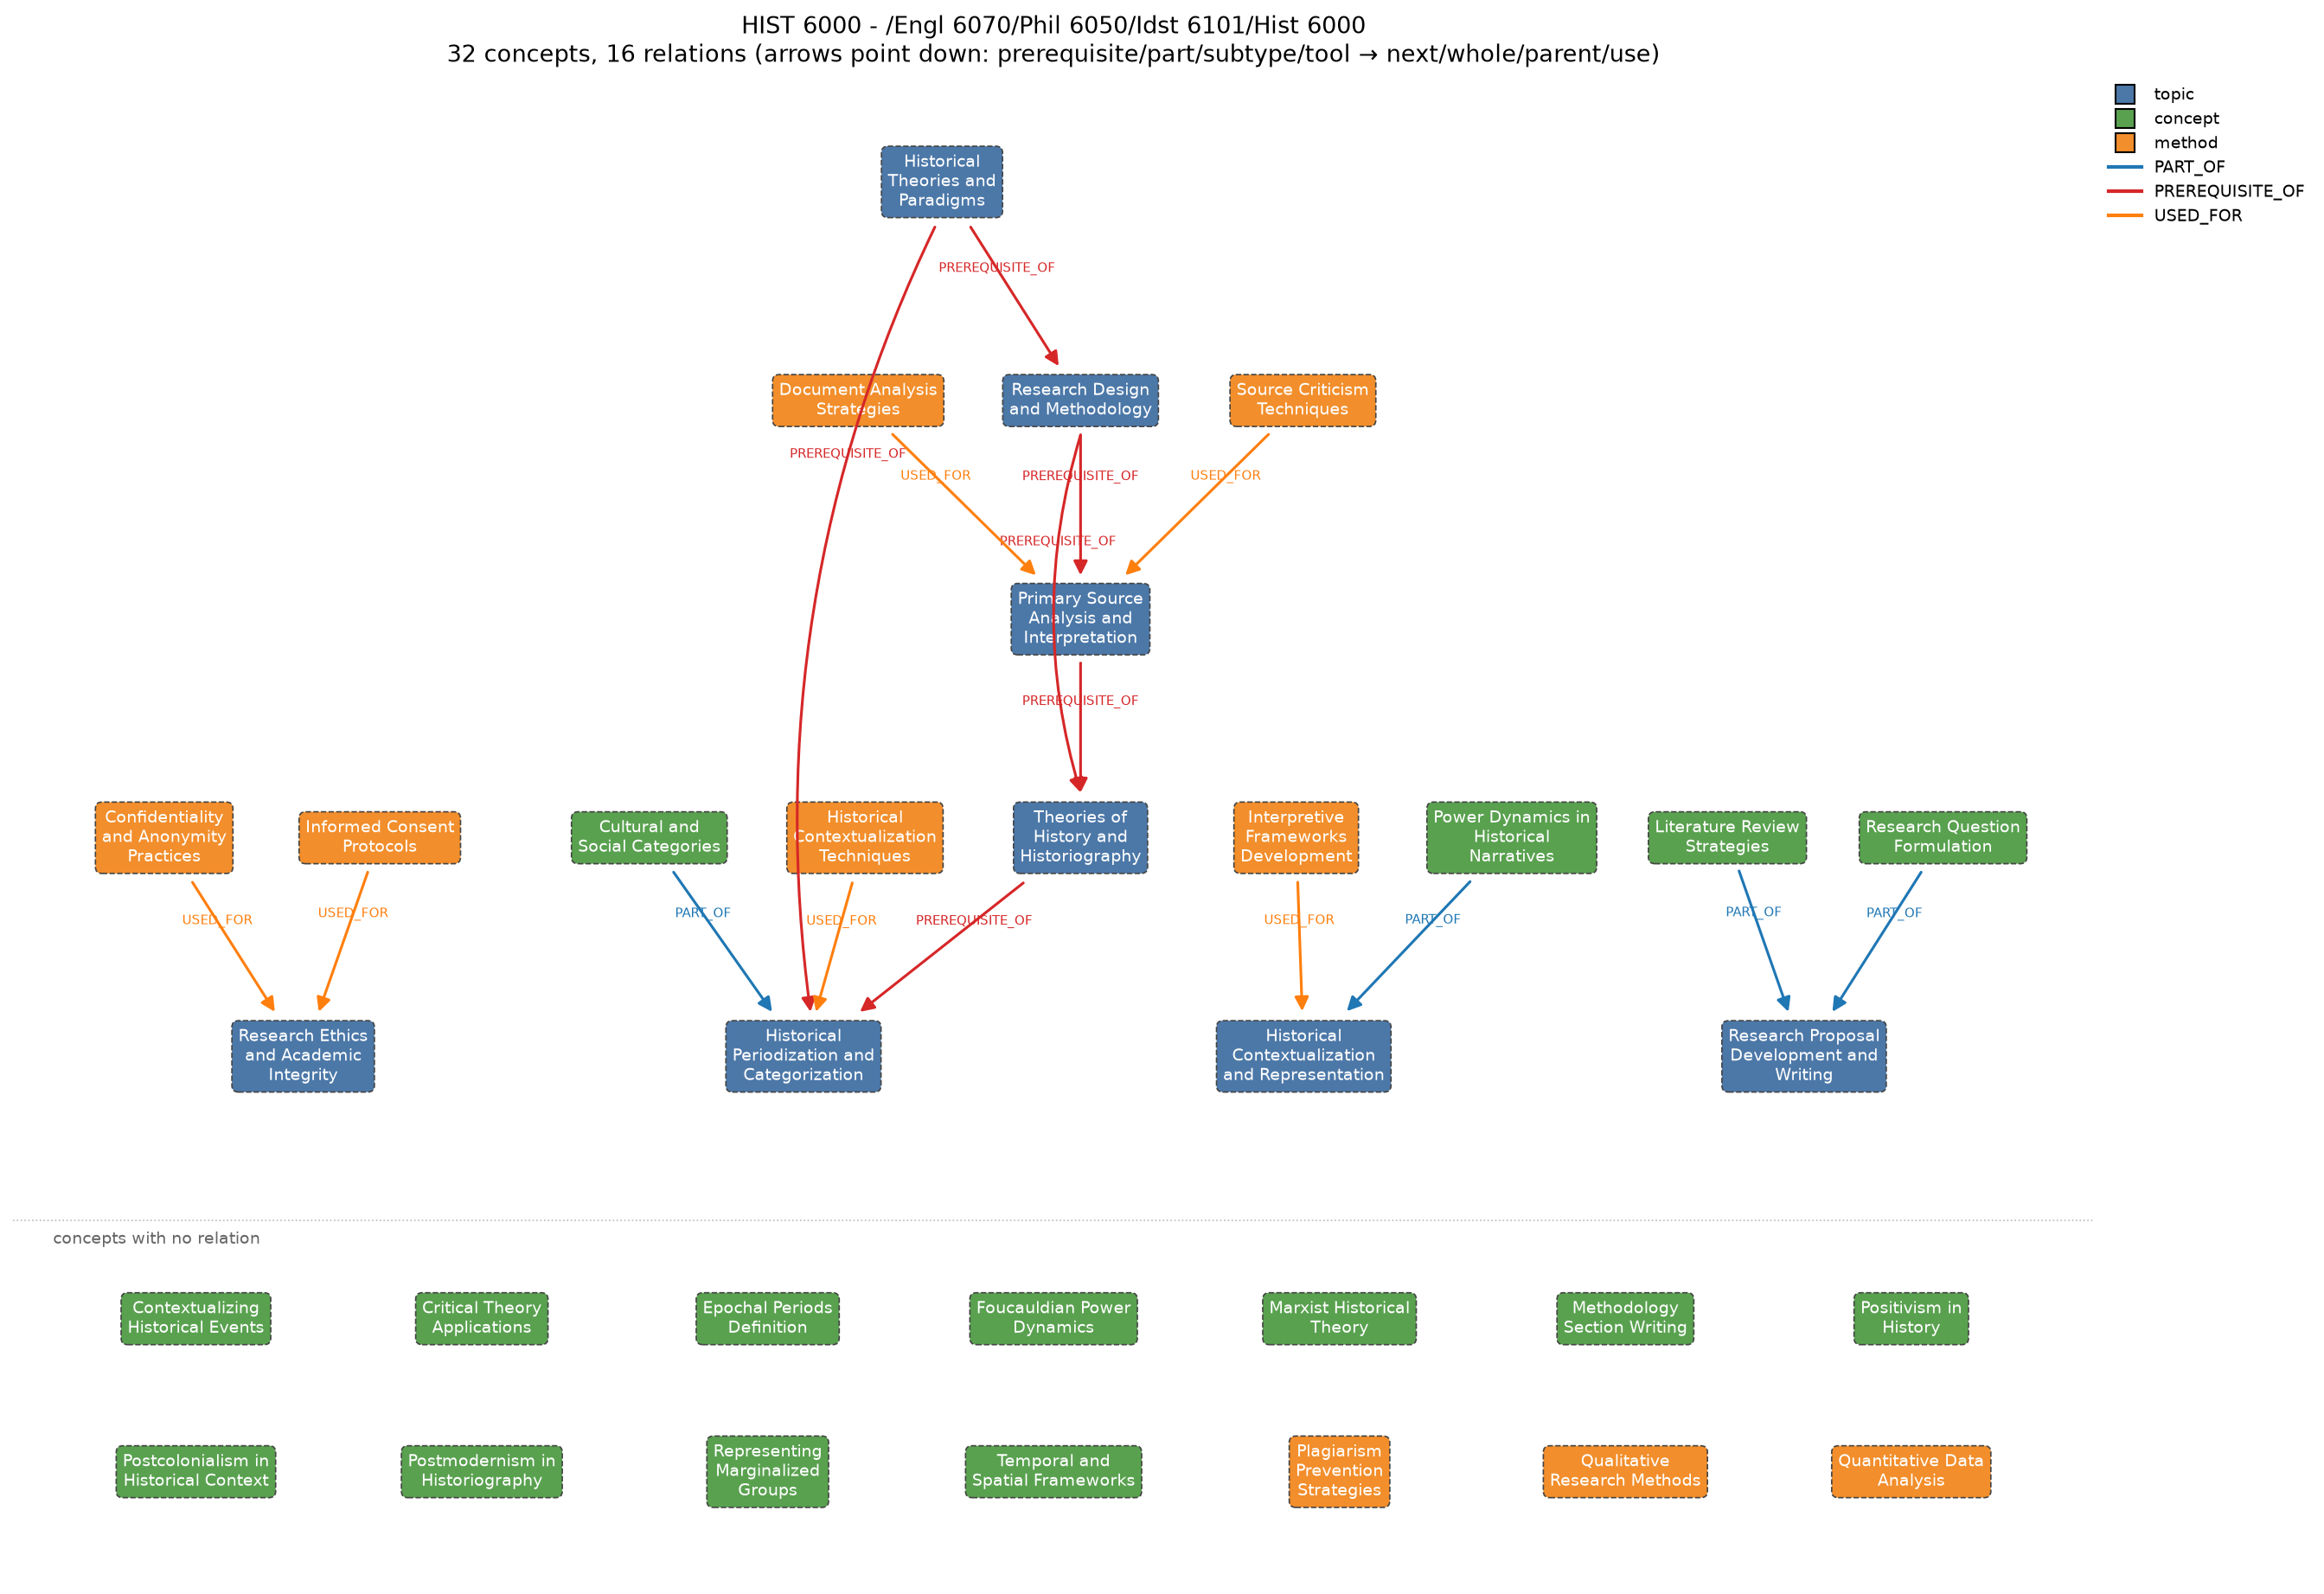 HIST 6000 - /Engl 6070/Phil 6050/Idst 6101/Hist 6000
32 concepts, 16 relations (arrows point down: prerequisite/part/subtype/tool → next/whole/parent/use)
topic
concept
method
PART_OF
PREREQUISITE_OF
USED_FOR
Historical
Theories and
Paradigms
PREREQUISITE_OF
Document Analysis
Strategies
Research Design
and Methodology
Source Criticism
Techniques
PREREQUISITE_OF
USED_FOR
PREREQUISITE_OF
USED_FOR
PREREQUISITE_OF
Primary Source
Analysis and
Interpretation
PREREQUISITE_OF
Confidentiality
and Anonymity
Practices
Informed Consent
Protocols
Cultural and
Social Categories
Historical
Contextualization
Techniques
Theories of
History and
Historiography
Interpretive
Frameworks
Development
Power Dynamics in
Historical
Narratives
Literature Review
Strategies
Research Question
Formulation
USED_FOR
USED_FOR
PART_OF
USED_FOR
PREREQUISITE_OF
USED_FOR
PART_OF
PART_OF
PART_OF
Research Ethics
and Academic
Integrity
Historical
Periodization and
Categorization
Historical
Contextualization
and Representation
Research Proposal
Development and
Writing
concepts with no relation
Contextualizing
Historical Events
Critical Theory
Applications
Epochal Periods
Definition
Foucauldian Power
Dynamics
Marxist Historical
Theory
Methodology
Section Writing
Positivism in
History
Postcolonialism in
Historical Context
Postmodernism in
Historiography
Representing
Marginalized
Groups
Temporal and
Spatial Frameworks
Plagiarism
Prevention
Strategies
Qualitative
Research Methods
Quantitative Data
Analysis